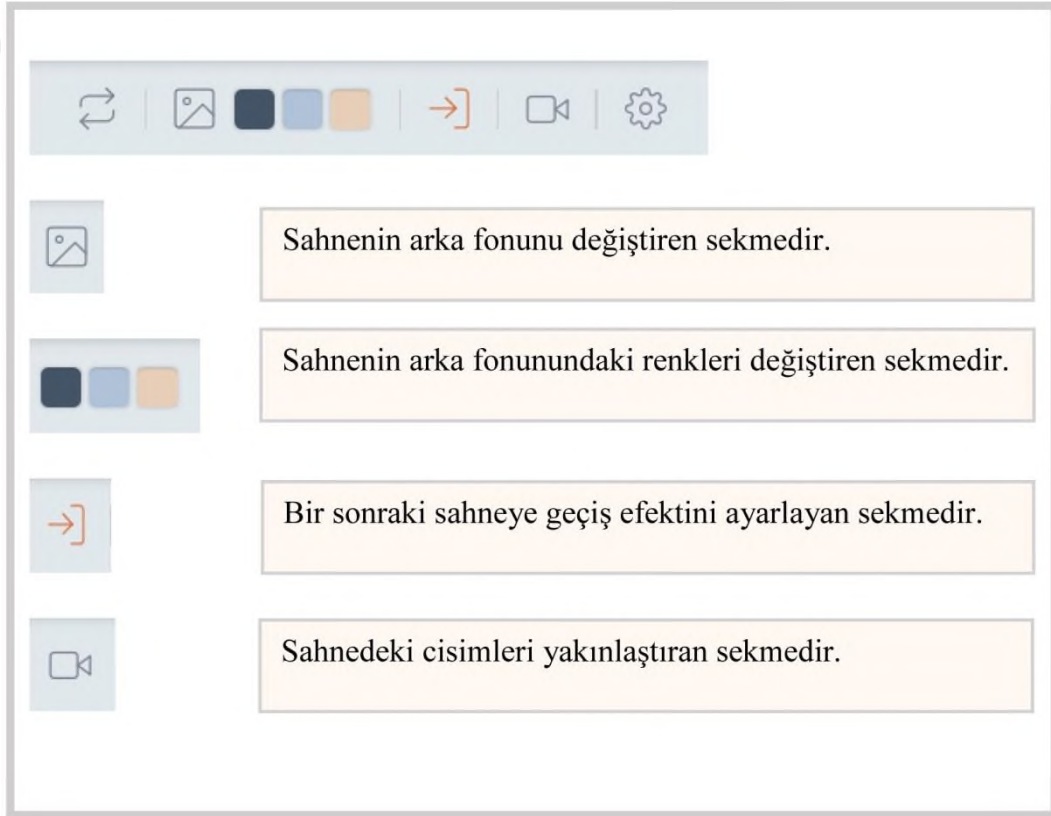 Sahnenin arka fonunu değiştiren sekmedir.
Sahnenin arka fonunundaki renkleri değiştiren sekmedir.
Bir sonraki sahneye geçiş efektini ayarlayan sekmedir.
Sahnedeki cisimleri yakınlaştıran sekmedir.